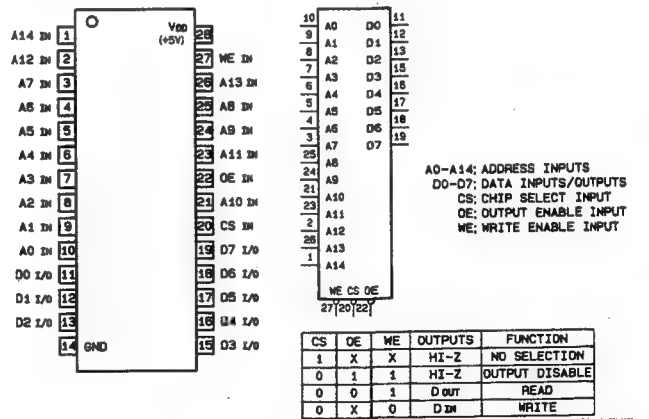 VDD
(+5V)
A14 IN 1
28
A12 IN 2
27 WE IN
A7 IN 3
26 A13 IN
A6 IN 4
25 A8 IN
A5 IN 5
24 A9 IN
A4 IN 6
23 A11 IN
A3 IN 7
22 OE IN
A2 IN 8
21 A10 IN
A1 IN 9
20 CS IN
A0 IN 10
19 D7 I/O
D0 I/O 11
18 D6 I/O
D1 I/O 12
17 D5 I/O
D2 I/O 13
16 D4 I/O
14 GND
15 D3 I/O
10 A0 D0 11
9 A1 D1 12
8 A2 D2 13
7 A3 D3 15
6 A4 D4 16
5 A5 D5 17
4 A6 D6 18
3 A7 D7 19
25 A8
24 A9
21 A10
23 A11
2 A12
26 A13
1 A14
WE CS OE
27 20 22
A0-A14; ADDRESS INPUTS
D0-D7; DATA INPUTS/OUTPUTS
CS; CHIP SELECT INPUT
OE; OUTPUT ENABLE INPUT
WE; WRITE ENABLE INPUT
CS OE WE OUTPUTS FUNCTION
1 X X HI-Z NO SELECTION
0 1 1 HI-Z OUTPUT DISABLE
0 0 1 D OUT READ
0 X 0 D IN WRITE